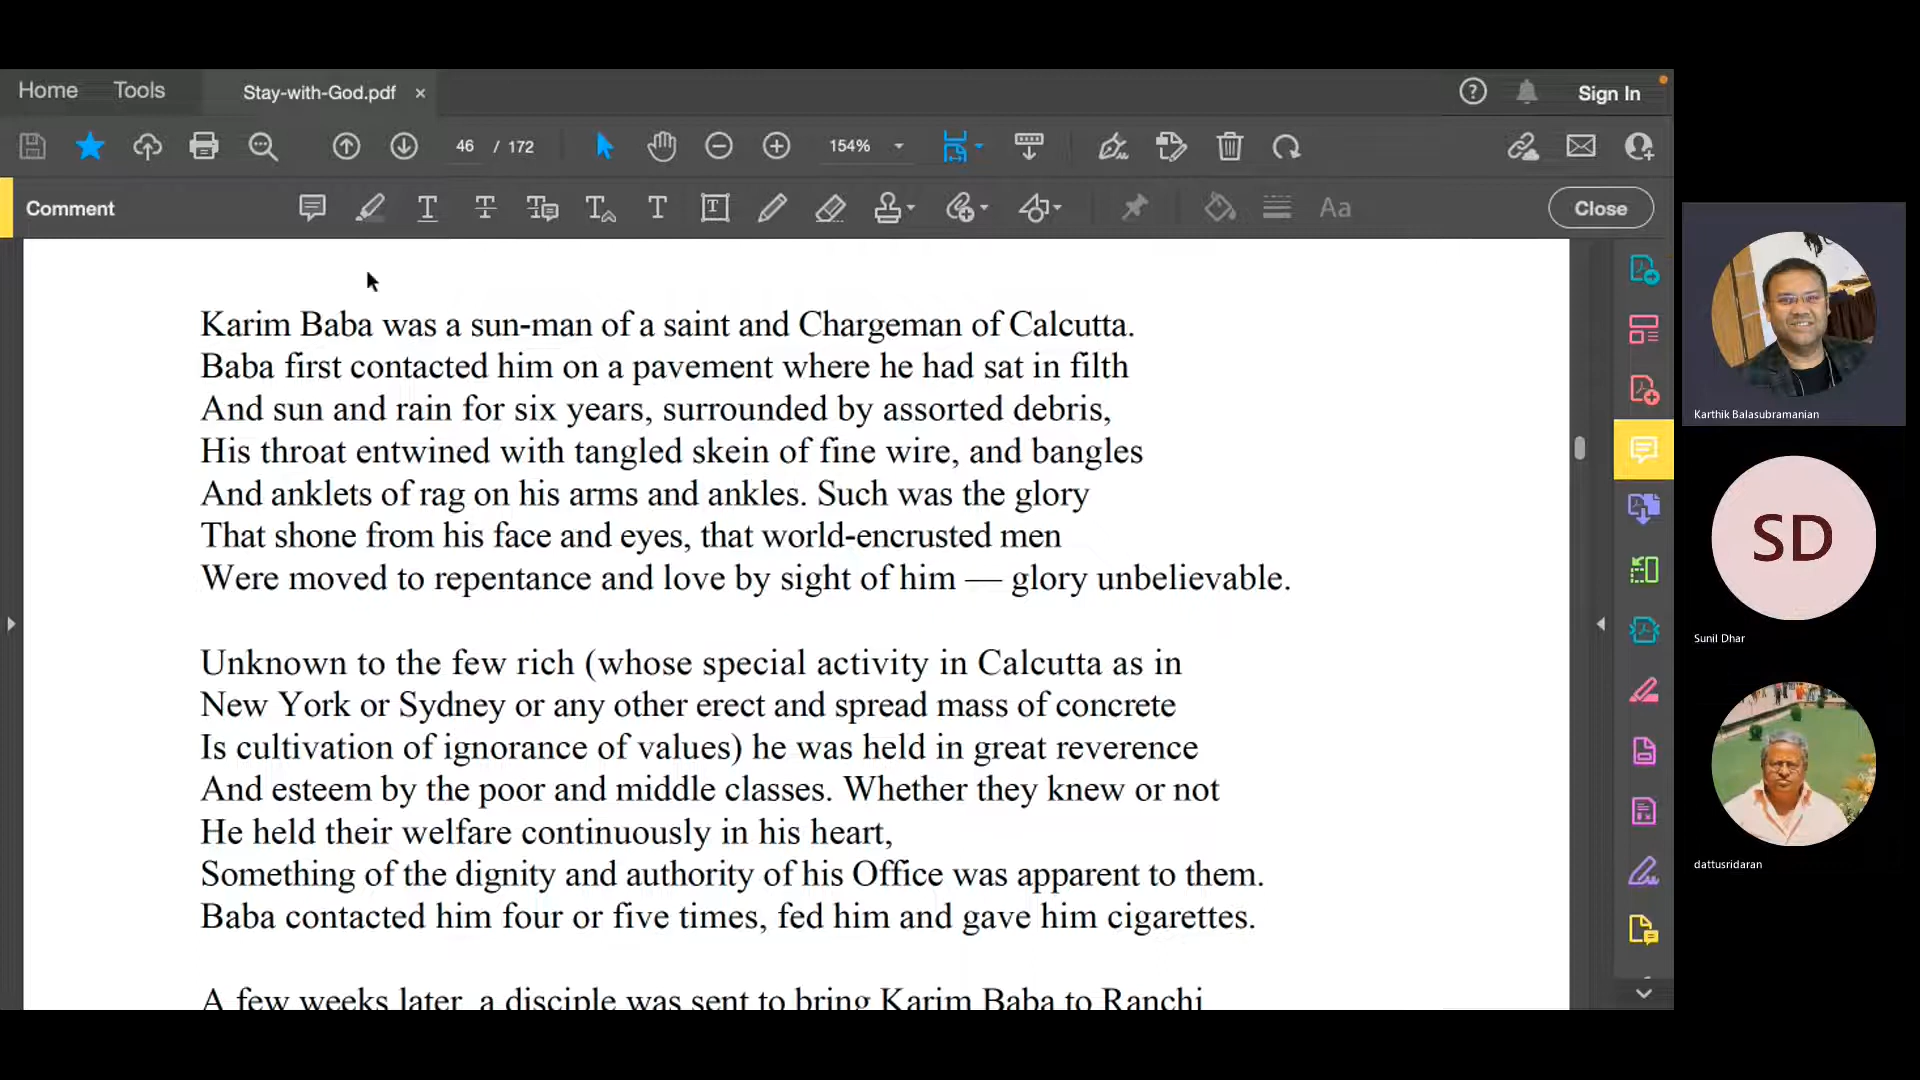 Home Tools Stay-with-God.pdf × Sign In
46 / 172 154%
Comment Close
Karim Baba was a sun-man of a saint and Chargeman of Calcutta.
Baba first contacted him on a pavement where he had sat in filth
And sun and rain for six years, surrounded by assorted debris,
His throat entwined with tangled skein of fine wire, and bangles
And anklets of rag on his arms and ankles. Such was the glory
That shone from his face and eyes, that world-encrusted men
Were moved to repentance and love by sight of him — glory unbelievable.
Unknown to the few rich (whose special activity in Calcutta as in
New York or Sydney or any other erect and spread mass of concrete
Is cultivation of ignorance of values) he was held in great reverence
And esteem by the poor and middle classes. Whether they knew or not
He held their welfare continuously in his heart,
Something of the dignity and authority of his Office was apparent to them.
Baba contacted him four or five times, fed him and gave him cigarettes.
A few weeks later, a disciple was sent to bring Karim Baba to Ranchi
Karthik Balasubramanian
SD
Sunil Dhar
dattusridaran